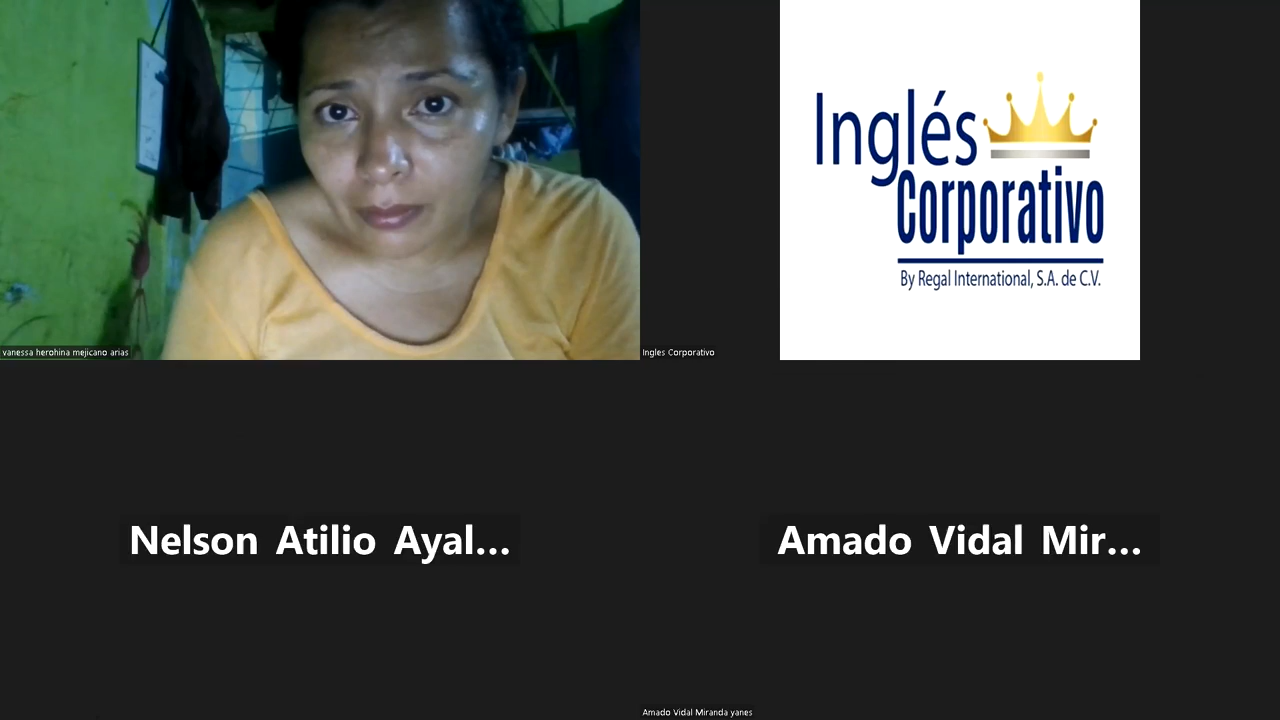 Inglés
Corporativo
By Regal International, S.A. de C.V.
vanessa herohina mejicano arias
Ingles Corporativo
Nelson Atilio Ayal...
Amado Vidal Mir...
Amado Vidal Miranda yanes